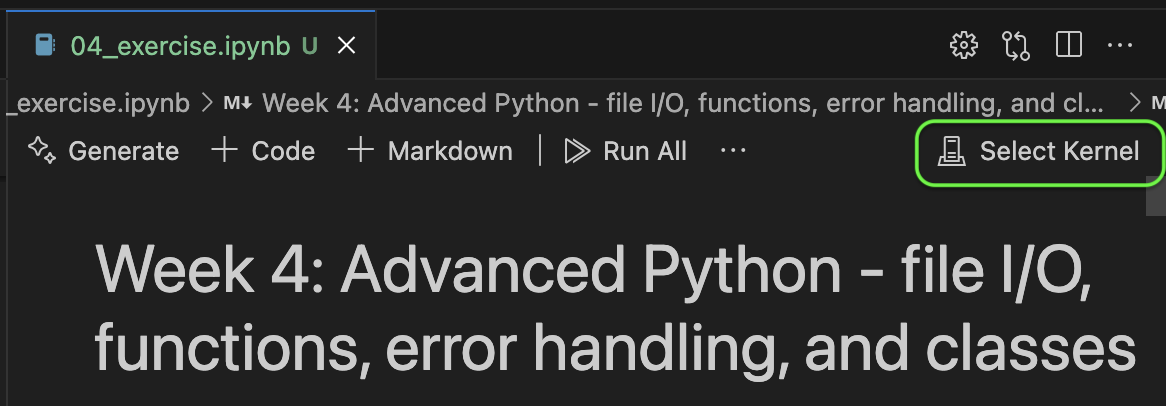 04_exercise.ipynb U
_exercise.ipynb > M↓ Week 4: Advanced Python - file I/O, functions, error handling, and cl... > M
Generate + Code + Markdown | Run All ... Select Kernel
Week 4: Advanced Python - file I/O,
functions, error handling, and classes